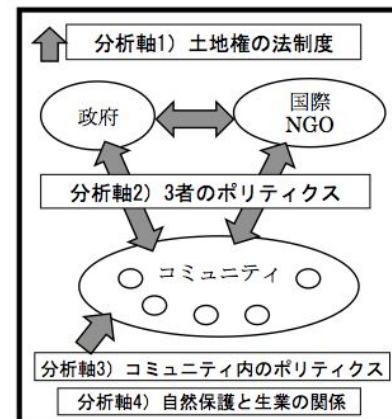 分析軸1) 土地権の法制度
政府
国際
NGO
分析軸2) 3者のポリティクス
コミュニティ
分析軸3) コミュニティ内のポリティクス
分析軸4) 自然保護と生業の関係